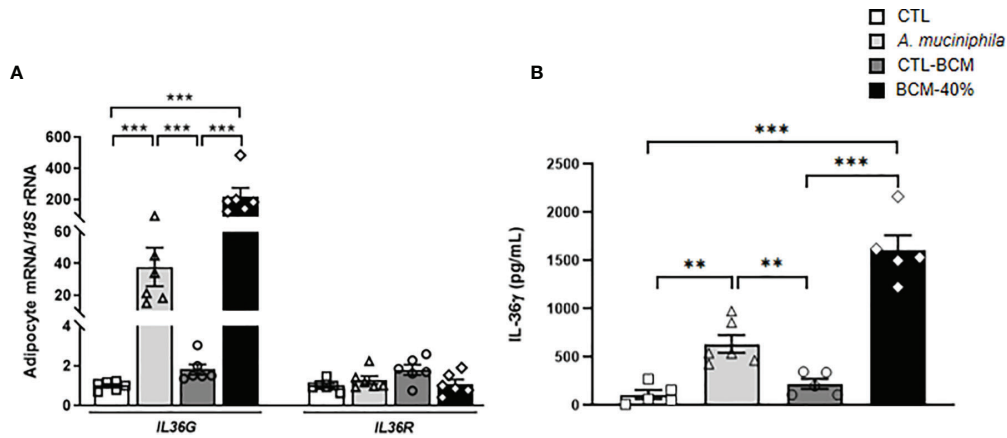 CTL
A. muciniphila
CTL-BCM
BCM-40%
A
***
*** *** ***
Adipocyte mRNA/18S rRNA
600
400
200
60
40
20
4
2
0
IL36G IL36R
B
***
***
** **
IL-36γ (pg/mL)
2500
2000
1500
1000
500
0